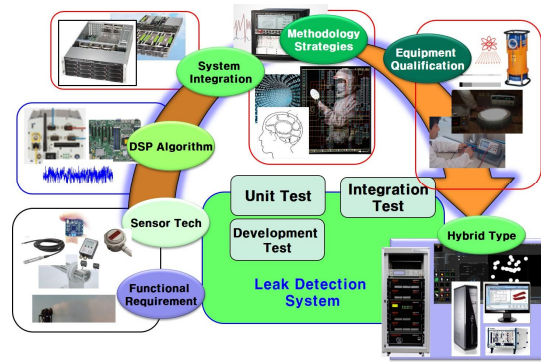 System
Integration
Methodology
Strategies
Equipment
Qualification
DSP Algorithm
Sensor Tech
Functional
Requirement
Unit Test
Integration
Test
Development
Test
Leak Detection
System
Hybrid Type